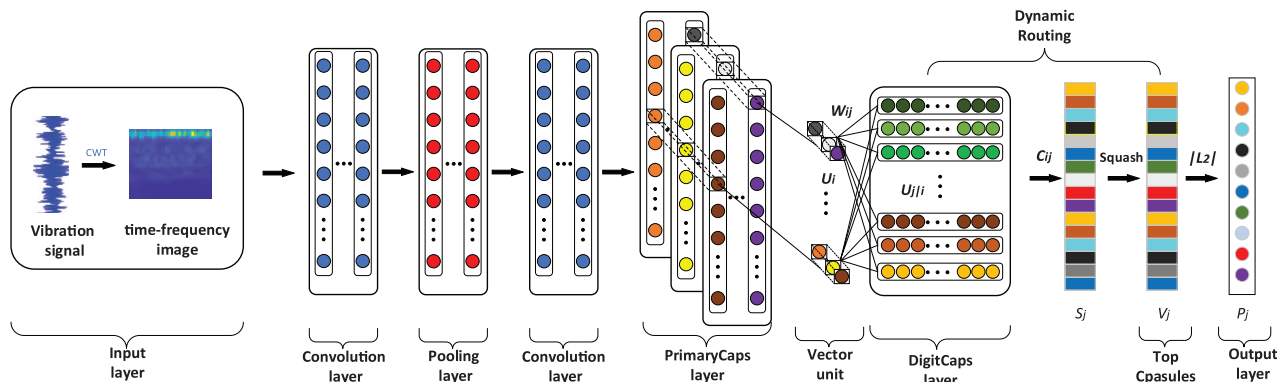 Dynamic
Routing
CWT
Vibration
signal
time-frequency
image
Wij
Ui
Uj|i
Cij
Squash
|L2|
Sj
Vj
Pj
Input
layer
Convolution
layer
Pooling
layer
Convolution
layer
PrimaryCaps
layer
Vector
unit
DigitCaps
layer
Top
Cpasules
Output
layer